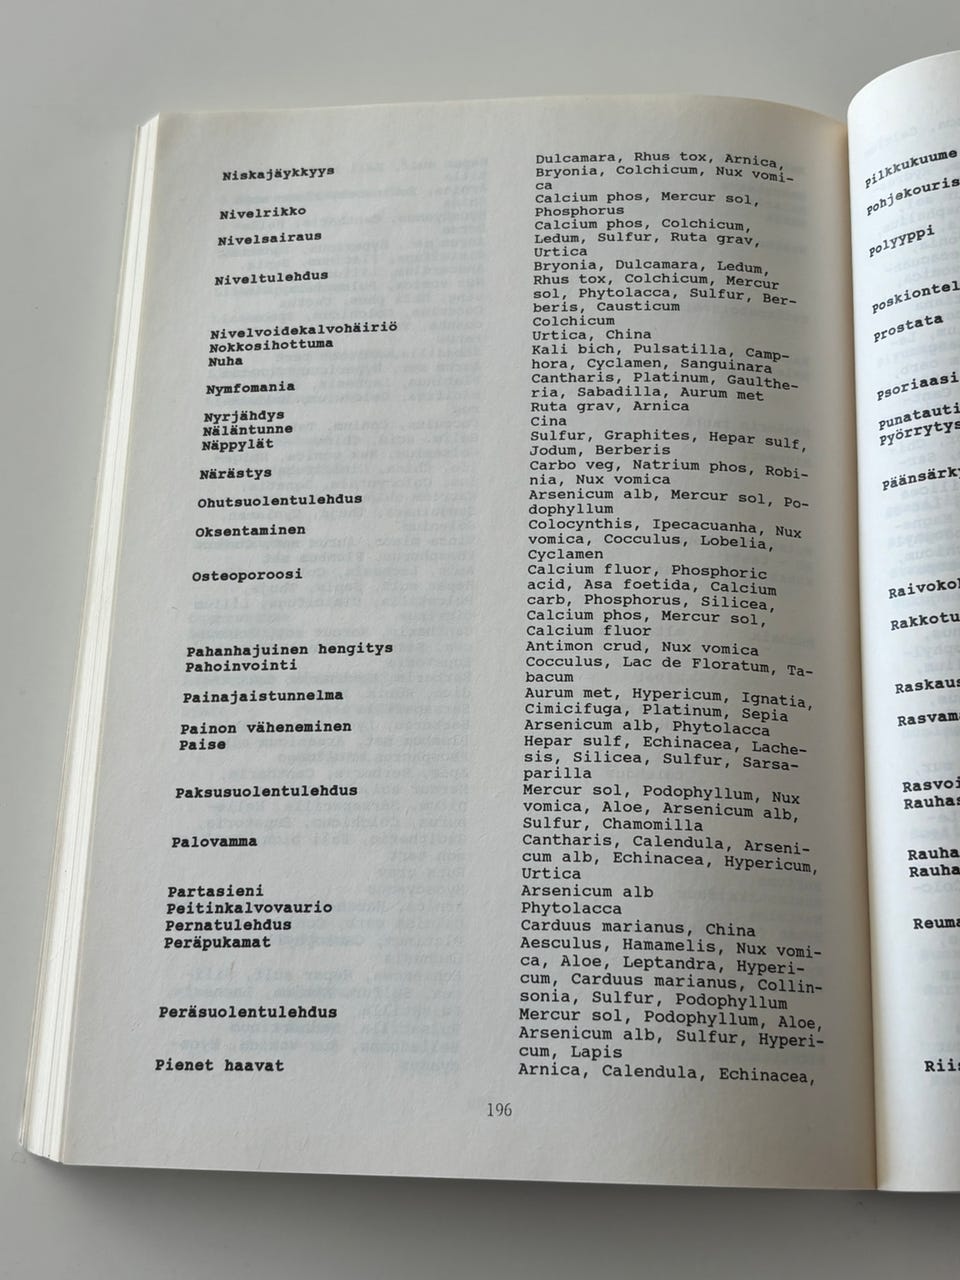 Niskajäykkyys Dulcamara, Rhus tox, Arnica,
Bryonia, Colchicum, Nux vomi-
ca
Nivelrikko Calcium phos, Mercur sol,
Phosphorus
Nivelsairaus Calcium phos, Colchicum,
Ledum, Sulfur, Ruta grav,
Urtica
Niveltulehdus Bryonia, Dulcamara, Ledum,
Rhus tox, Colchicum, Mercur
sol, Phytolacca, Sulfur, Ber-
beris, Causticum
Nivelvoidekalvohäiriö Colchicum
Nokkosihottuma Urtica, China
Nuha Kali bich, Pulsatilla, Camp-
hora, Cyclamen, Sanguinara
Nymfomania Cantharis, Platinum, Gaulthe-
ria, Sabadilla, Aurum met
Nyrjähdys Ruta grav, Arnica
Näläntunne Cina
Näppylät Sulfur, Graphites, Hepar sulf,
Jodum, Berberis
Närästys Carbo veg, Natrium phos, Robi-
nia, Nux vomica
Ohutsuolentulehdus Arsenicum alb, Mercur sol, Po-
dophyllum
Oksentaminen Colocynthis, Ipecacuanha, Nux
vomica, Cocculus, Lobelia,
Cyclamen
Osteoporoosi Calcium fluor, Phosphoric
acid, Asa foetida, Calcium
carb, Phosphorus, Silicea,
Calcium phos, Mercur sol,
Calcium fluor
Pahanhajuinen hengitys Antimon crud, Nux vomica
Pahoinvointi Cocculus, Lac de Floratum, Ta-
bacum
Painajaistunnelma Aurum met, Hypericum, Ignatia,
Cimicifuga, Platinum, Sepia
Painon väheneminen Arsenicum alb, Phytolacca
Paise Hepar sulf, Echinacea, Lache-
sis, Silicea, Sulfur, Sarsa-
parilla
Paksusuolentulehdus Mercur sol, Podophyllum, Nux
vomica, Aloe, Arsenicum alb,
Sulfur, Chamomilla
Palovamma Cantharis, Calendula, Arseni-
cum alb, Echinacea, Hypericum,
Urtica
Partasieni Arsenicum alb
Peitinkalvovaurio Phytolacca
Pernatulehdus Carduus marianus, China
Peräpukamat Aesculus, Hamamelis, Nux vomi-
ca, Aloe, Leptandra, Hyperi-
cum, Carduus marianus, Collin-
sonia, Sulfur, Podophyllum
Peräsuolentulehdus Mercur sol, Podophyllum, Aloe,
Arsenicum alb, Sulfur, Hyperi-
cum, Lapis
Pienet haavat Arnica, Calendula, Echinacea,
196
Pilkkukuume
Pohjekouris
Polyyppi
Poskiontel
Prostata
Psoriaasi
Punatauti
Pyörrytys
Päänsärky
Raivoko
Rakkotu
Raskaus
Rasvam
Rasvoi
Rauhas
Rauha
Rauha
Reuma
Rii